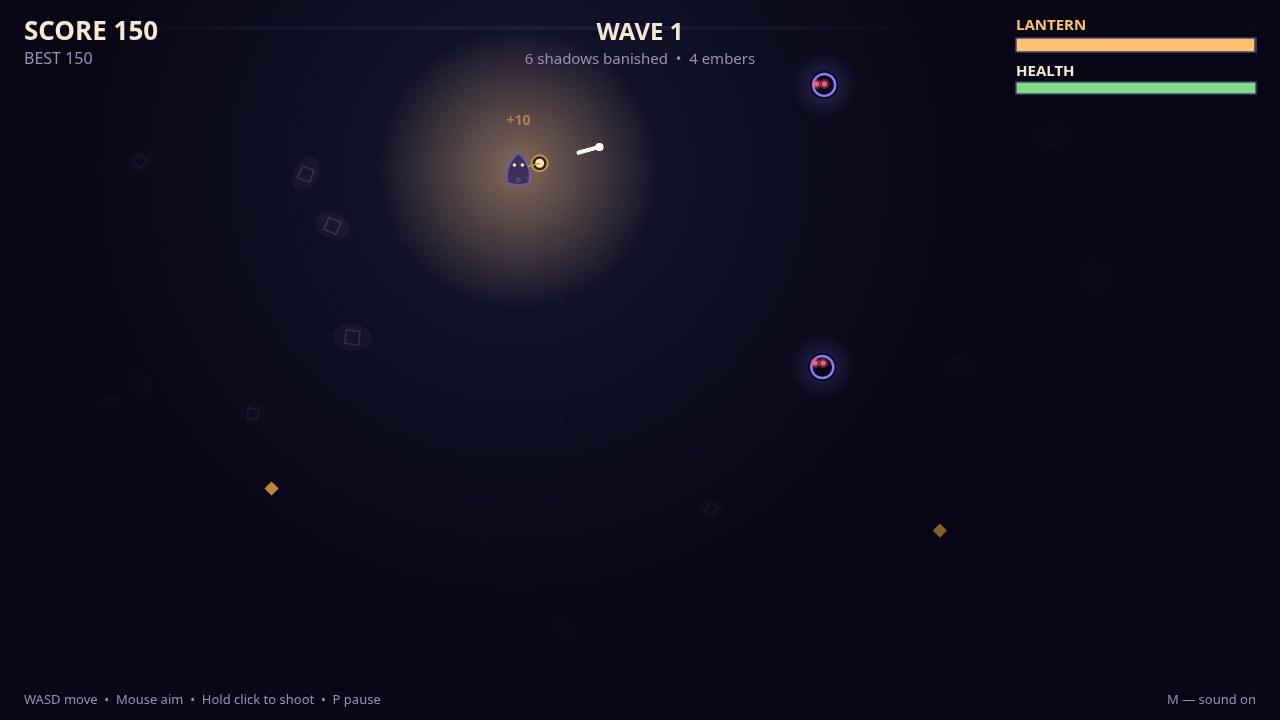 SCORE 150
BEST 150
WAVE 1
6 shadows banished • 4 embers
LANTERN
HEALTH
+10
WASD move • Mouse aim • Hold click to shoot • P pause
M — sound on